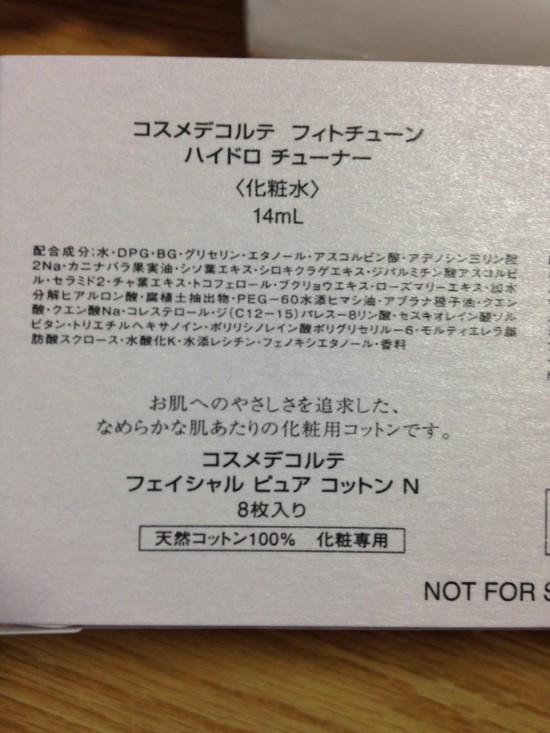 コスメデコルテ フィトチューン
ハイドロ チューナー
〈化粧水〉
14mL
配合成分:水・DPG・BG・グリセリン・エタノール・アスコルビン酸・アデノシン三リン酸
2Na・カニナバラ果実油・シソ葉エキス・シロキクラゲエキス・ジパルミチン酸アスコルビ
ル・セラミド2・チャ葉エキス・トコフェロール・ブクリョウエキス・ローズマリーエキス・加水
分解ヒアルロン酸・腐植土抽出物・PEG-60水添ヒマシ油・アブラナ種子油・クエン
酸・クエン酸Na・コレステロール・ジ(C12-15)パレス-8リン酸・セスキオレイン酸ソル
ビタン・トリエチルヘキサノイン・ポリリシノレイン酸ポリグリセリル-6・モルティエレラ脂
肪酸スクロース・水酸化K・水添レシチン・フェノキシエタノール・香料
お肌へのやさしさを追求した、
なめらかな肌あたりの化粧用コットンです。
コスメデコルテ
フェイシャル ピュア コットン N
8枚入り
天然コットン100% 化粧専用
NOT FOR S